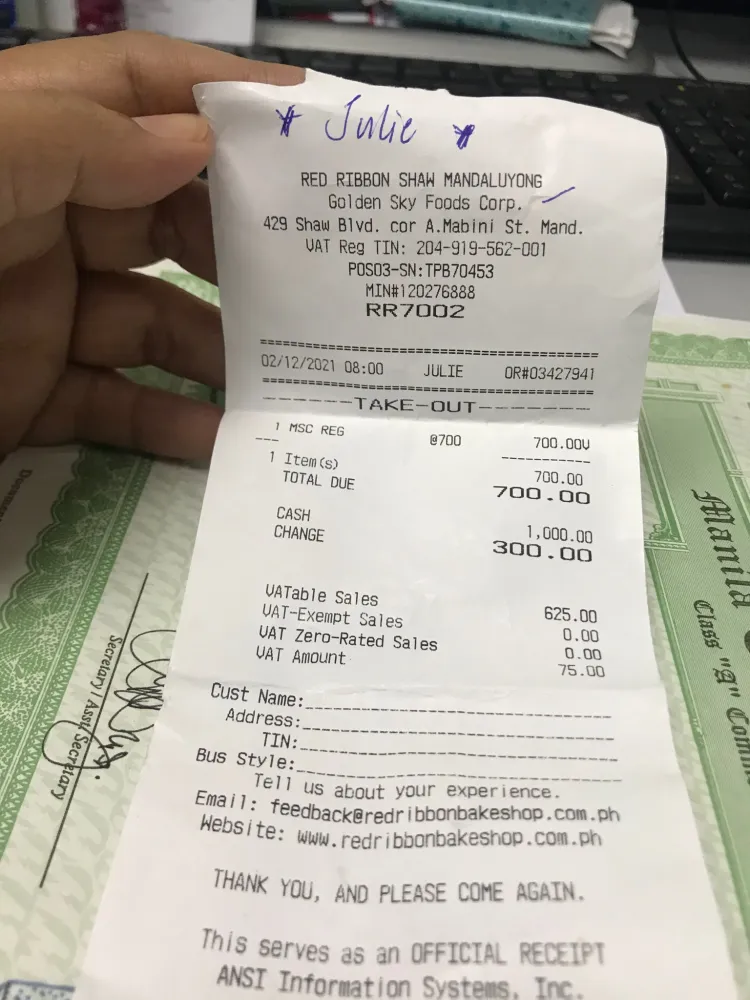 * Julie *
RED RIBBON SHAW MANDALUYONG
Golden Sky Foods Corp.
429 Shaw Blvd. cor A.Mabini St. Mand.
VAT Reg TIN: 204-919-562-001
POS03-SN:TPB70453
MIN#120276888
RR7002
02/12/2021 08:00 JULIE OR#03427941
TAKE-OUT
1 MSC REG @700 700.00V
1 Item(s) 700.00
TOTAL DUE 700.00
CASH 1,000.00
CHANGE 300.00
VATable Sales 625.00
VAT-Exempt Sales 0.00
VAT Zero-Rated Sales 0.00
VAT Amount 75.00
Cust Name:
Address:
TIN:
Bus Style:
Tell us about your experience.
Email: feedback@redribbonbakeshop.com.ph
Website: www.redribbonbakeshop.com.ph
THANK YOU, AND PLEASE COME AGAIN.
This serves as an OFFICIAL RECEIPT
ANSI Information Systems, Inc.
Secretary/Asst. Secretary
Manila
Class "A"